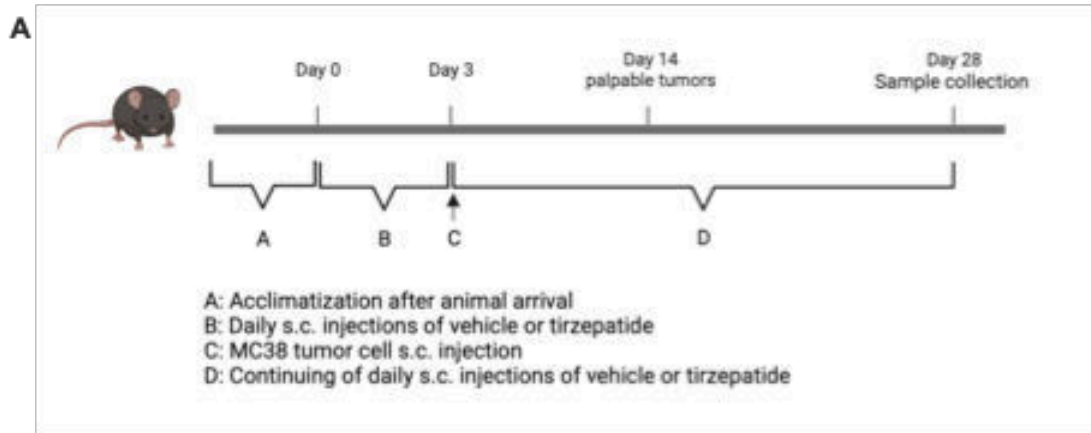 A
Day 0
Day 3
Day 14
palpable tumors
Day 28
Sample collection
A
B
C
D
A: Acclimatization after animal arrival
B: Daily s.c. injections of vehicle or tirzepatide
C: MC38 tumor cell s.c. injection
D: Continuing of daily s.c. injections of vehicle or tirzepatide